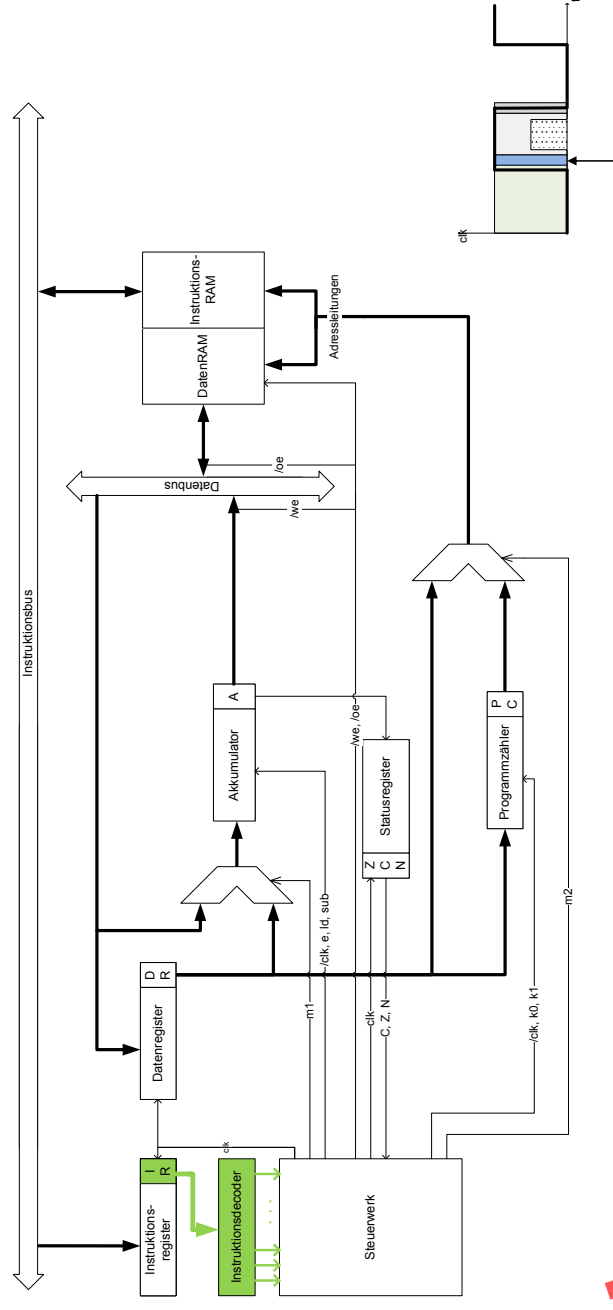 Instruktionsbus
Instruktions-
register
I
R
Datenregister
D
R
Instruktionsdecoder
. . .
Steuerwerk
clk
m1
/clk, e, ld, sub
/we, /oe
clk
C, Z, N
/clk, k0, k1
m2
Akkumulator
A
Statusregister
Z
C
N
Programmzähler
P
C
Datenbus
/we
/oe
DatenRAM
Instruktions-
RAM
Adressleitungen
clk